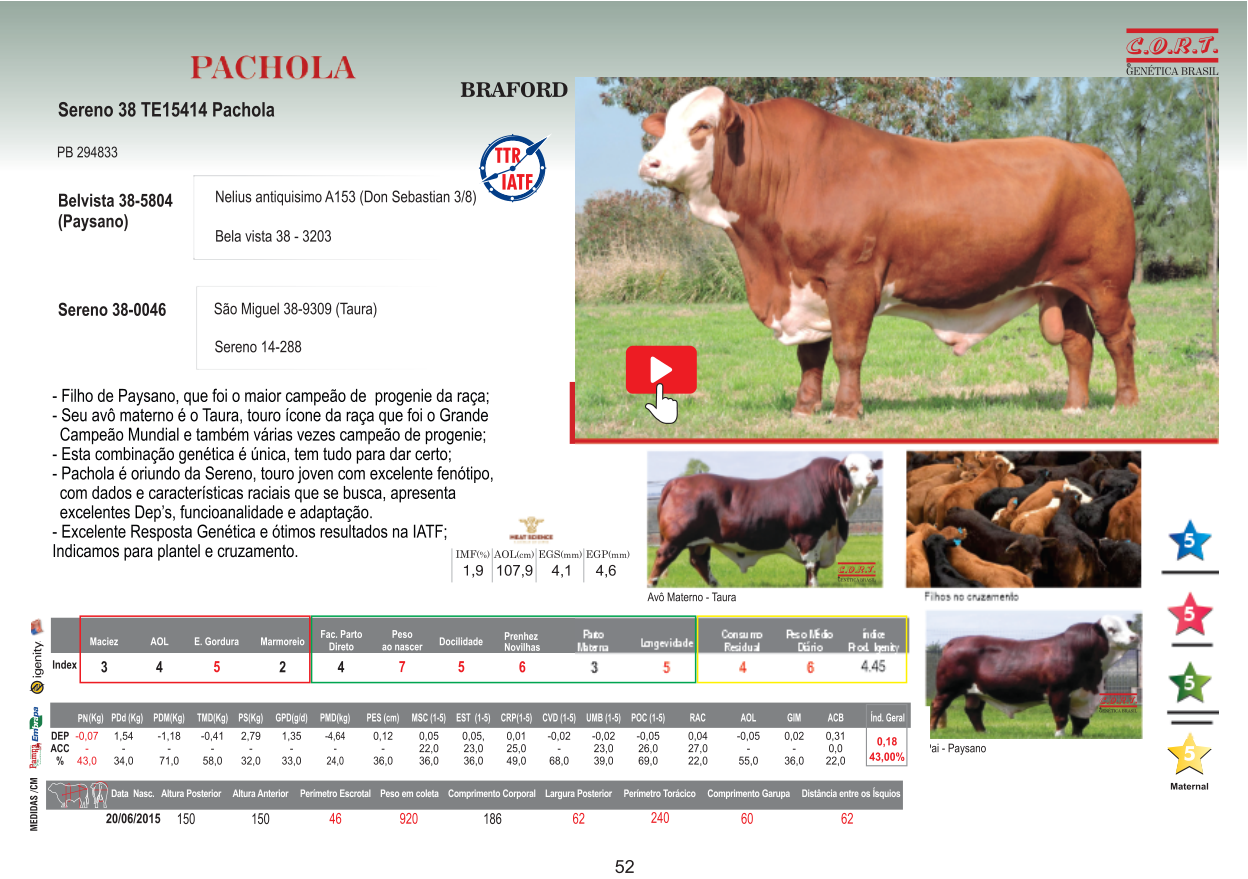 C.O.R.T.
GENÉTICA BRASIL
PACHOLA
BRAFORD
Sereno 38 TE15414 Pachola
PB 294833
TTR
IATF
Belvista 38-5804
(Paysano)
Nelius antiquisimo A153 (Don Sebastian 3/8)
Bela vista 38 - 3203
Sereno 38-0046
São Miguel 38-9309 (Taura)
Sereno 14-288
- Filho de Paysano, que foi o maior campeão de progenie da raça;
- Seu avô materno é o Taura, touro ícone da raça que foi o Grande
Campeão Mundial e também várias vezes campeão de progenie;
- Esta combinação genética é única, tem tudo para dar certo;
- Pachola é oriundo da Sereno, touro joven com excelente fenótipo,
com dados e características raciais que se busca, apresenta
excelentes Dep's, funcioanalidade e adaptação.
- Excelente Resposta Genética e ótimos resultados na IATF;
Indicamos para plantel e cruzamento.
MEAT SCIENCE
IMF(%) AOL(cm) EGS(mm) EGP(mm)
1,9 107,9 4,1 4,6
C.O.R.T.
GENÉTICA BRASIL
Avô Materno - Taura
Filhos no cruzamento
C.O.R.T.
GENÉTICA BRASIL
Pai - Paysano
5
5
5
5
Maternal
igenity
Maciez AOL E. Gordura Marmoreio Fac. Parto Direto Peso ao nascer Docilidade Prenhez Novilhas Parto Materna Longevidade Consumo Residual Peso Médio Diário Índice Prod. Igenity
Index 3 4 5 2 4 7 5 6 3 5 4 6 4.45
Pampa Embrapa
PN(Kg) PDd (Kg) PDM(Kg) TMD(Kg) PS(Kg) GPD(g/d) PMD(kg) PES (cm) MSC (1-5) EST (1-5) CRP(1-5) CVD (1-5) UMB (1-5) POC (1-5) RAC AOL GIM ACB Índ. Geral
DEP -0,07 1,54 -1,18 -0,41 2,79 1,35 -4,64 0,12 0,05 0,05, 0,01 -0,02 -0,02 -0,05 0,04 -0,05 0,02 0,31 0,18
ACC - - - - - - - - 22,0 23,0 25,0 - 23,0 26,0 27,0 - - 0,0
% 43,0 34,0 71,0 58,0 32,0 33,0 24,0 36,0 36,0 36,0 49,0 68,0 39,0 69,0 22,0 55,0 36,0 22,0 43,00%
MEDIDAS /CM
Data Nasc. Altura Posterior Altura Anterior Perímetro Escrotal Peso em coleta Comprimento Corporal Largura Posterior Perímetro Torácico Comprimento Garupa Distância entre os Ísquios
20/06/2015 150 150 46 920 186 62 240 60 62
52